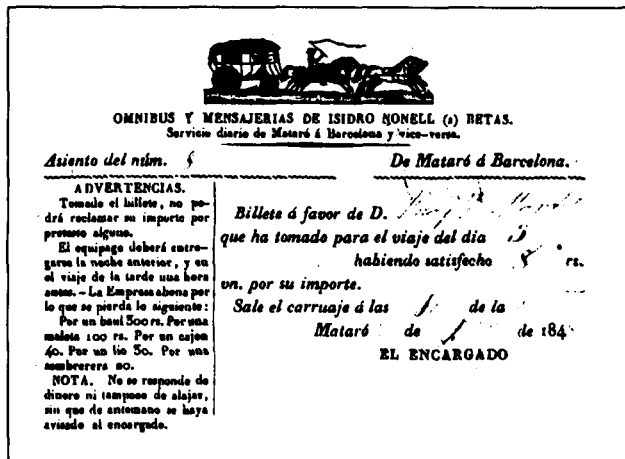 OMNIBUS Y MENSAJERIAS DE ISIDRO NONELL (a) BETAS.
Servicio diario de Mataró á Barcelona y vice-versa.
Asiento del núm.
De Mataró á Barcelona.
ADVERTENCIAS.
Tomado el billete, no po-
drá reclamar su importe por
pretesto alguno.
El equipage deberá entre-
garse la noche anterior, y en
el viaje de la tarde una hora
antes. - La Empresa abona por
lo que se pierda lo siguiente:
Por un baul 300 rs. Por una
maleta 100 rs. Por un cajon
40. Por un lio 30. Por una
sombrerera 20.
NOTA. No se responde de
dinero ni tampoco de alajas,
sin que de antemano se haya
avisado al encargado.
Billete á favor de D.
que ha tomado para el viaje del dia
habiendo satisfecho rs.
vn. por su importe.
Sale el carruaje á las de la
Mataró de de 184
EL ENCARGADO